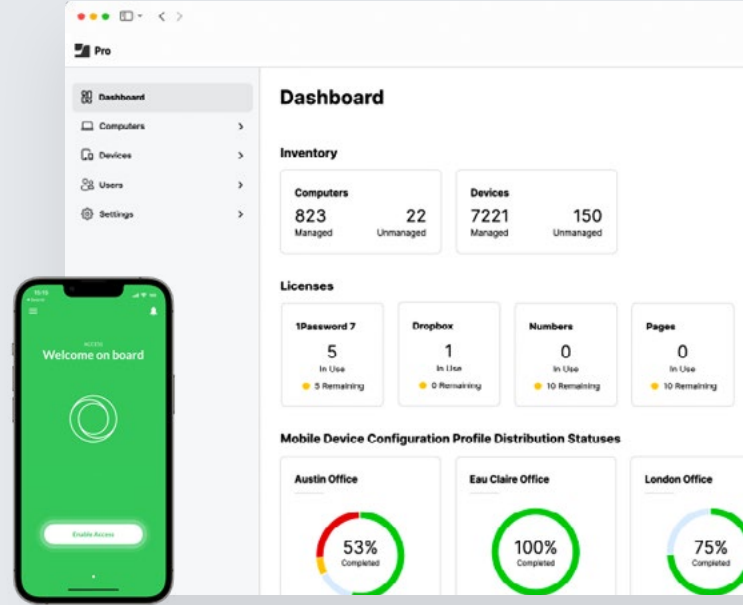 Pro
Dashboard
Computers
Devices
Users
Settings
Dashboard
Inventory
Computers
823 22
Managed Unmanaged
Devices
7221 150
Managed Unmanaged
Licenses
1Password 7
5
In Use
5 Remaining
Dropbox
1
In Use
0 Remaining
Numbers
0
In Use
10 Remaining
Pages
0
In Use
10 Remaining
Mobile Device Configuration Profile Distribution Statuses
Austin Office
53%
Completed
Eau Claire Office
100%
Completed
London Office
75%
Completed
ACCESS
Welcome on board
Enable Access